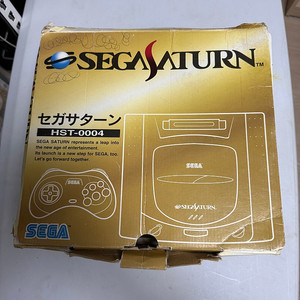 SEGASATURN™
セガサターン
HST-0004
SEGA SATURN represents a leap into
the new age of entertainment.
Its launch is a new step for SEGA, too.
Let's go forward together.
SEGA
SEGASATURN
SEGA